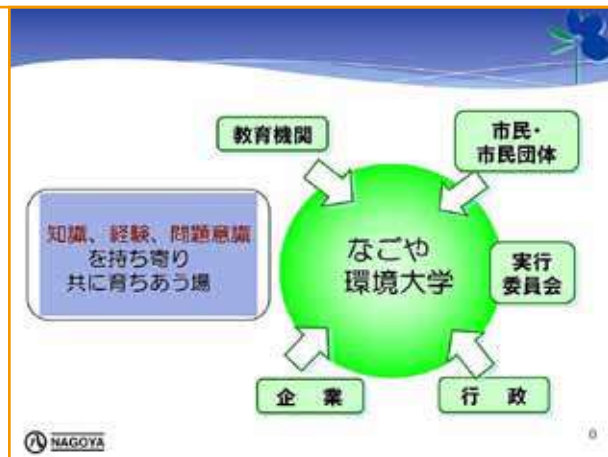 教育機関
市民・
市民団体
知識、経験、問題意識
を持ち寄り
共に育ちあう場
なごや
環境大学
実行
委員会
企 業
行 政
NAGOYA